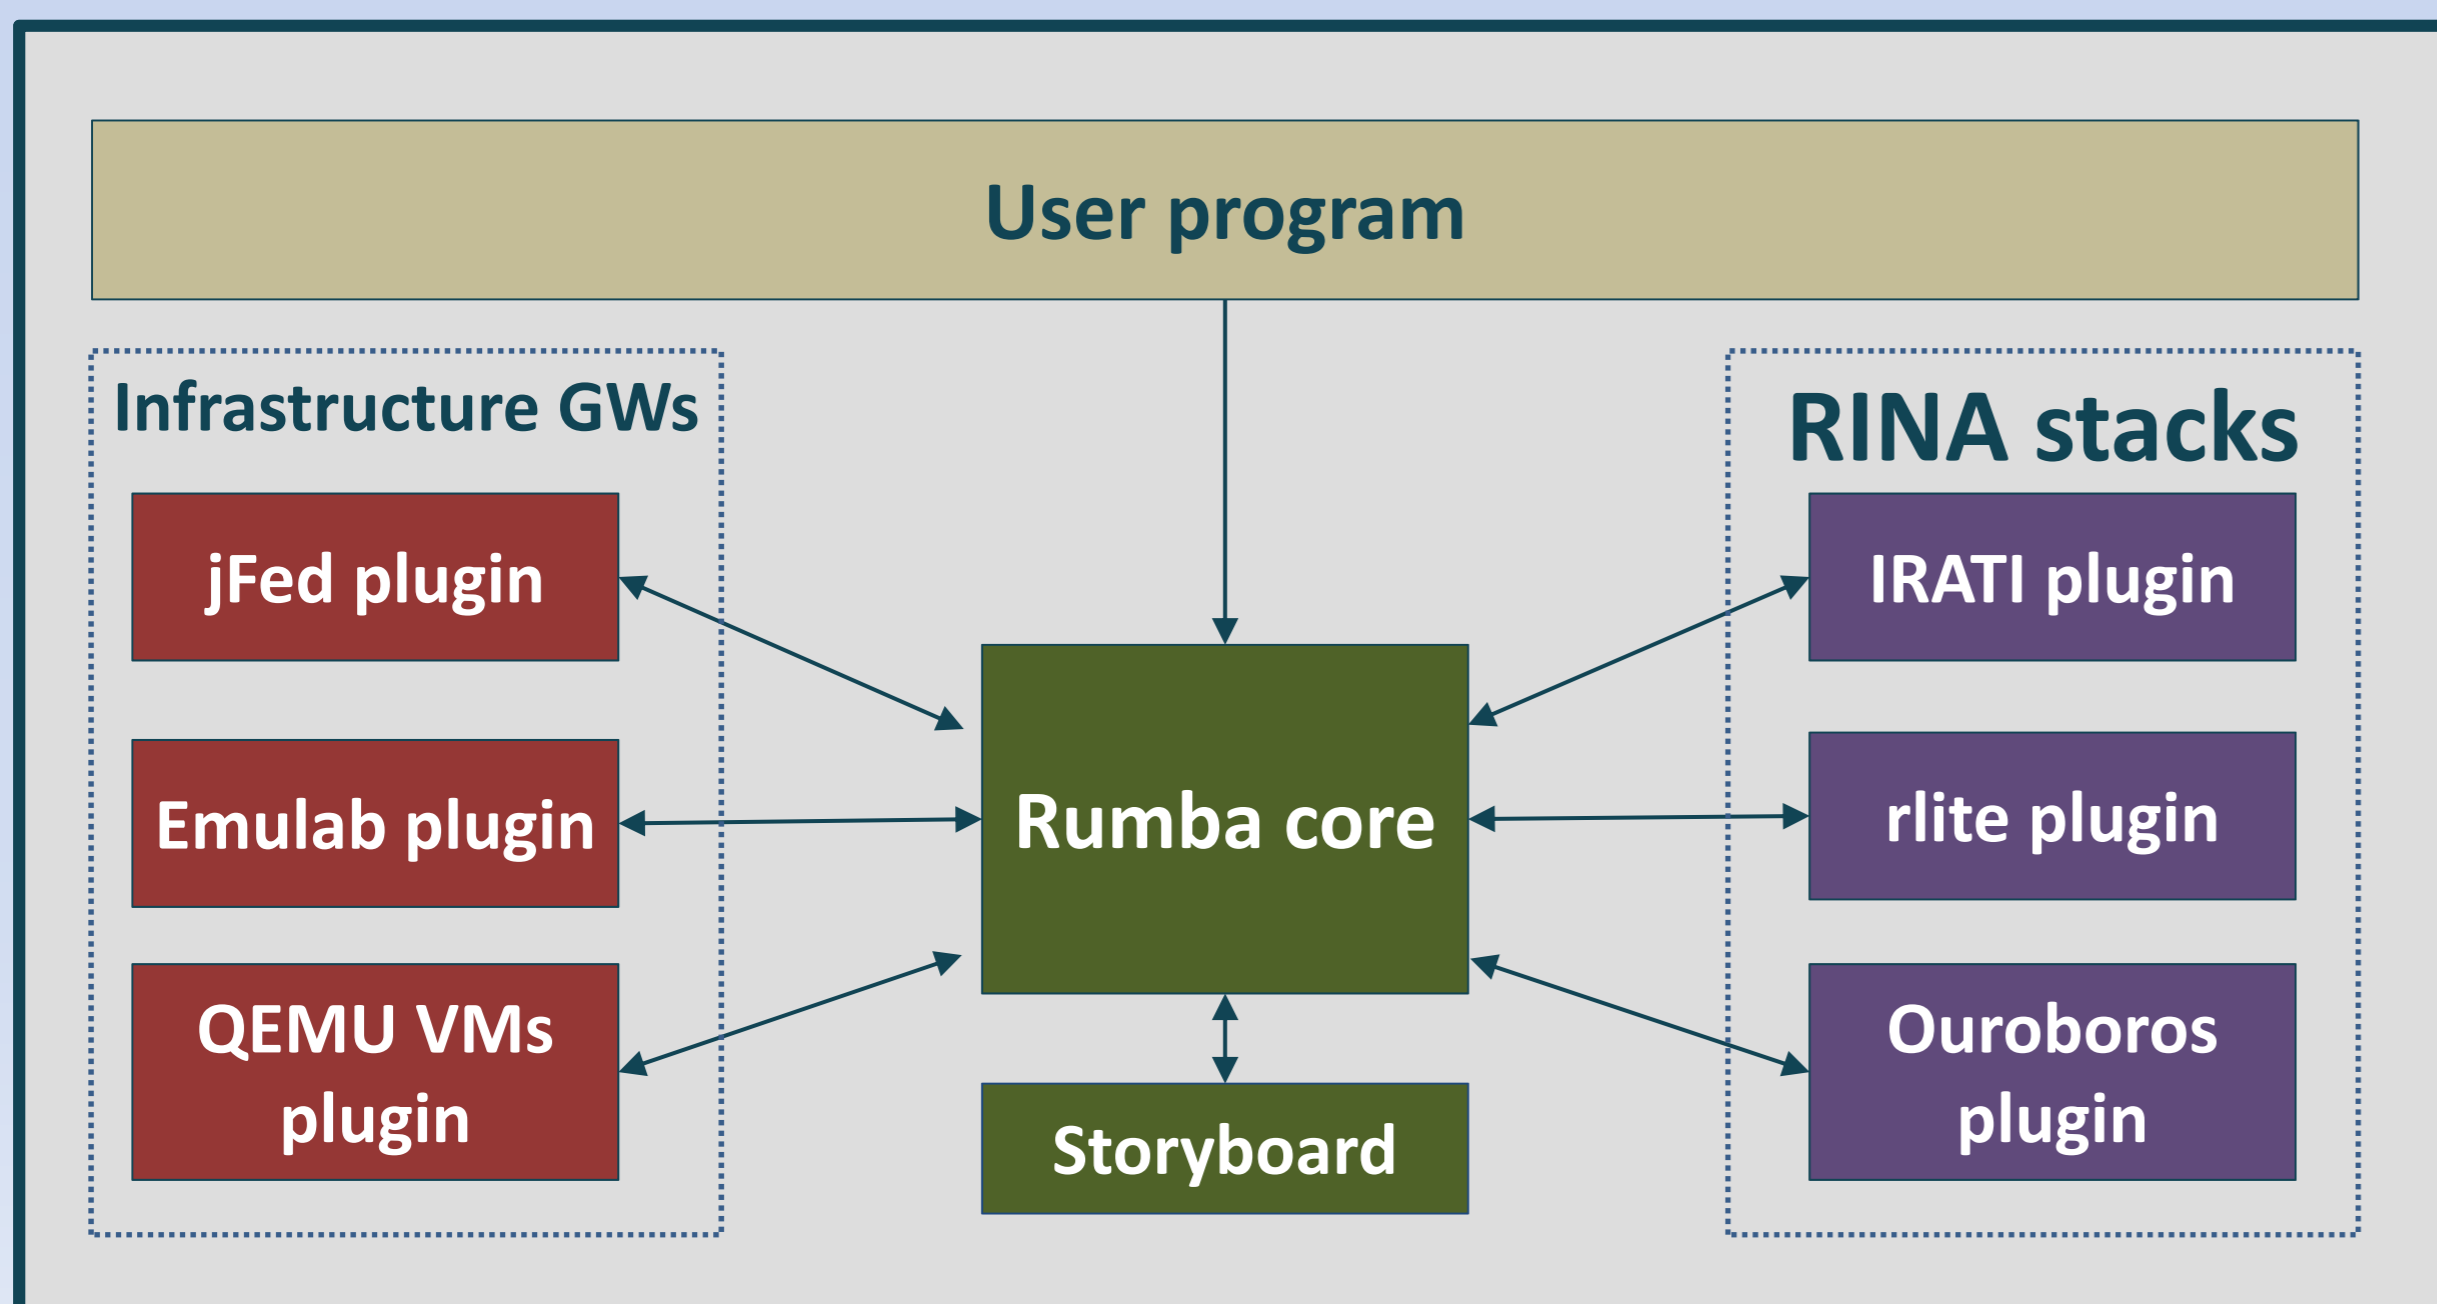 User program
Infrastructure GWs
jFed plugin
Emulab plugin
QEMU VMs
plugin
Rumba core
Storyboard
RINA stacks
IRATI plugin
rlite plugin
Ouroboros
plugin